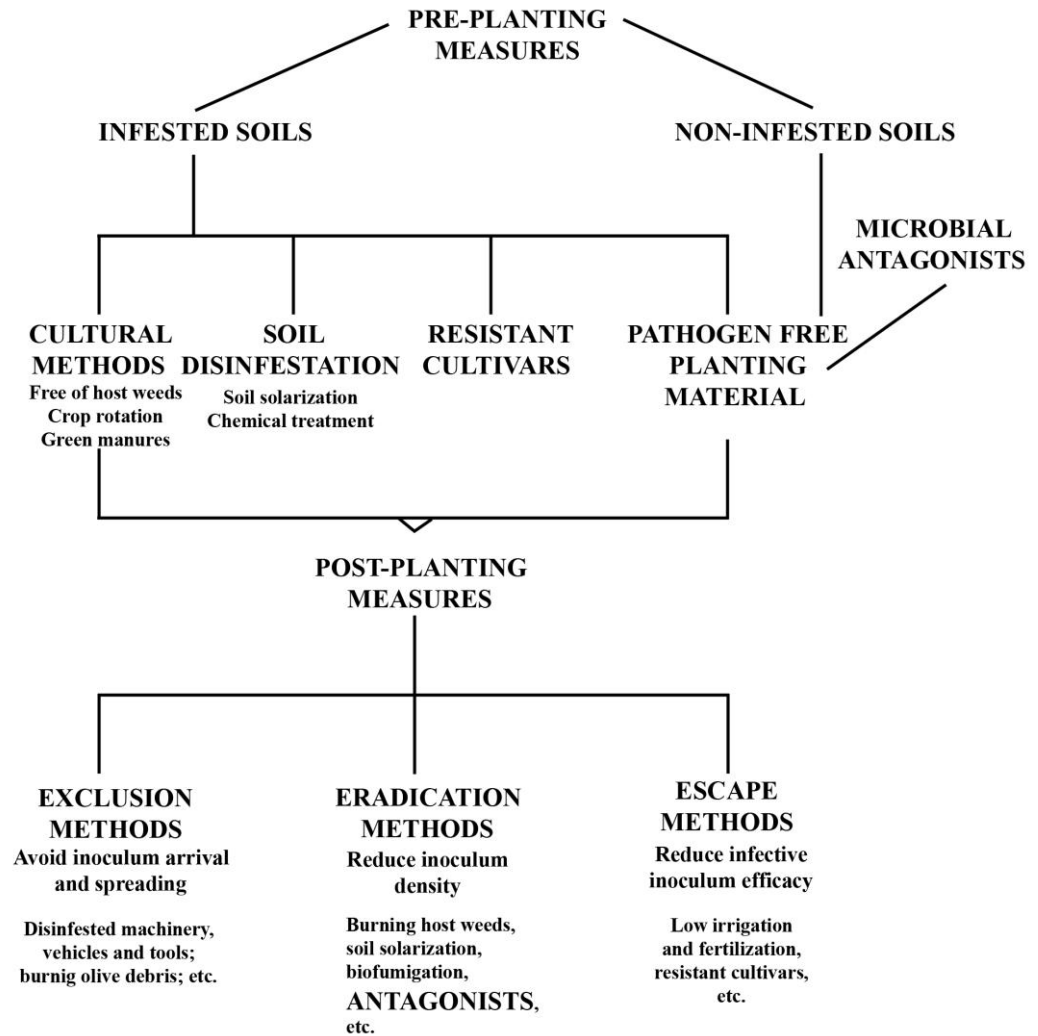 PRE-PLANTING
MEASURES
INFESTED SOILS
NON-INFESTED SOILS
MICROBIAL
ANTAGONISTS
CULTURAL
METHODS
Free of host weeds
Crop rotation
Green manures
SOIL
DISINFESTATION
Soil solarization
Chemical treatment
RESISTANT
CULTIVARS
PATHOGEN FREE
PLANTING
MATERIAL
POST-PLANTING
MEASURES
EXCLUSION
METHODS
Avoid inoculum arrival
and spreading
Disinfested machinery,
vehicles and tools;
burnig olive debris; etc.
ERADICATION
METHODS
Reduce inoculum
density
Burning host weeds,
soil solarization,
biofumigation,
ANTAGONISTS,
etc.
ESCAPE
METHODS
Reduce infective
inoculum efficacy
Low irrigation
and fertilization,
resistant cultivars,
etc.